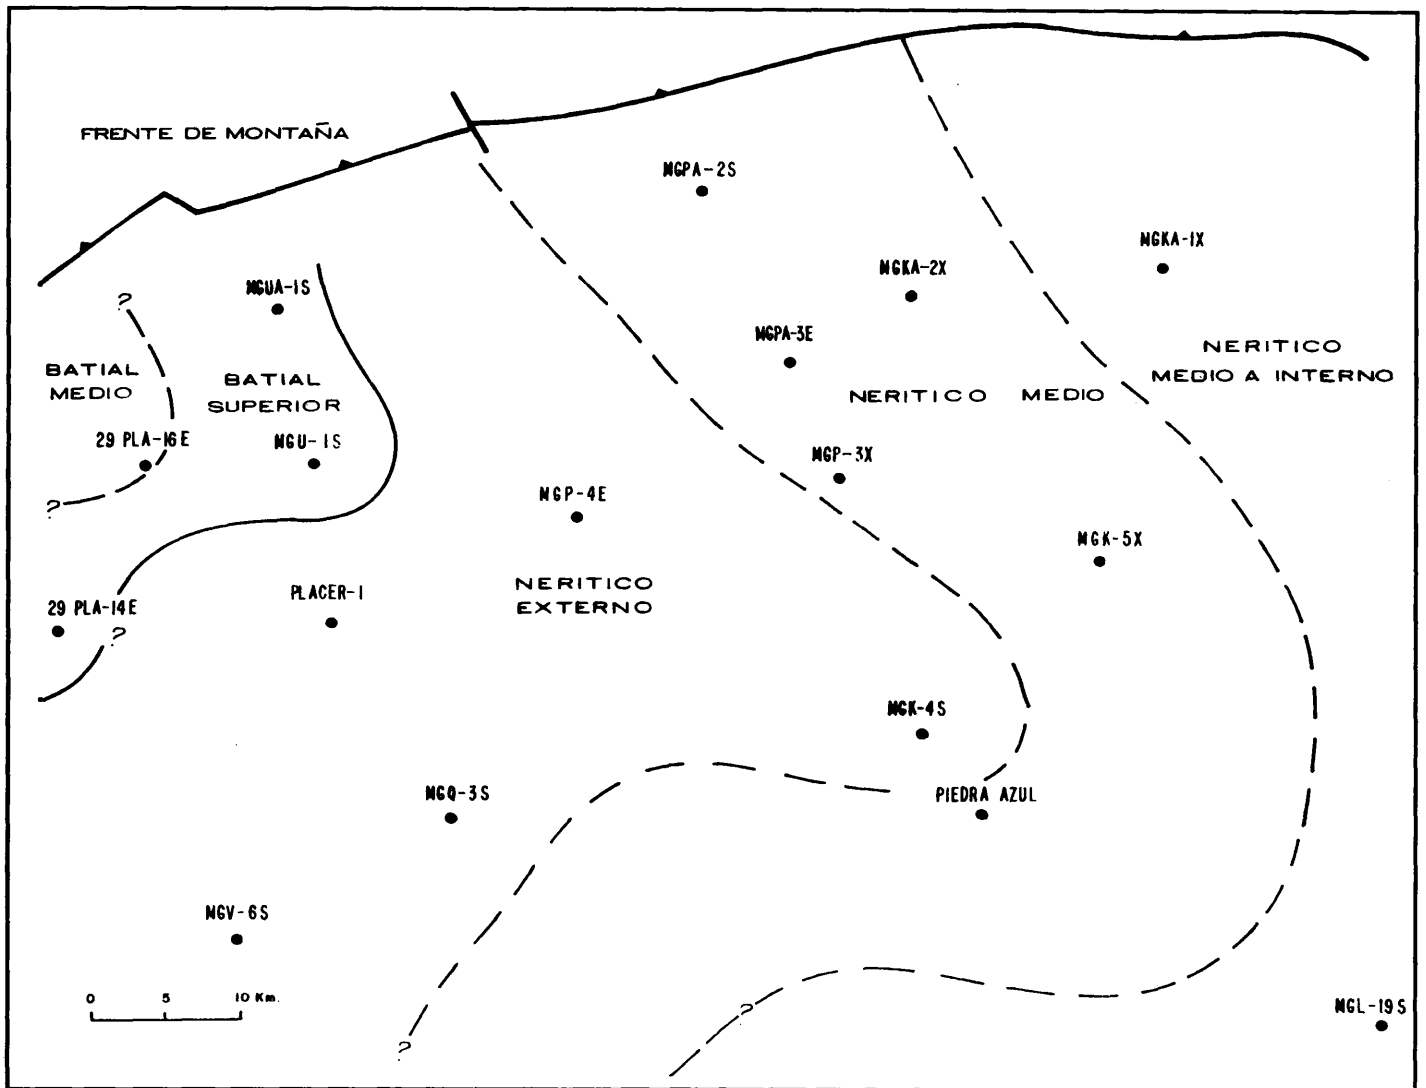 FRENTE DE MONTAÑA
MGPA-2S
MGKA-1X
MGKA-2X
MGUA-1S
?
MGPA-3E
NERITICO
MEDIO A INTERNO
BATIAL
MEDIO
BATIAL
SUPERIOR
NERITICO MEDIO
29 PLA-16E
MGU-1S
MGP-3X
MGP-4E
?
MGK-5X
NERITICO
EXTERNO
PLACER-1
29 PLA-14E
?
MGK-4S
MGQ-3S
PIEDRA AZUL
MGV-6S
0 5 10 Km.
?
MGL-19S
?